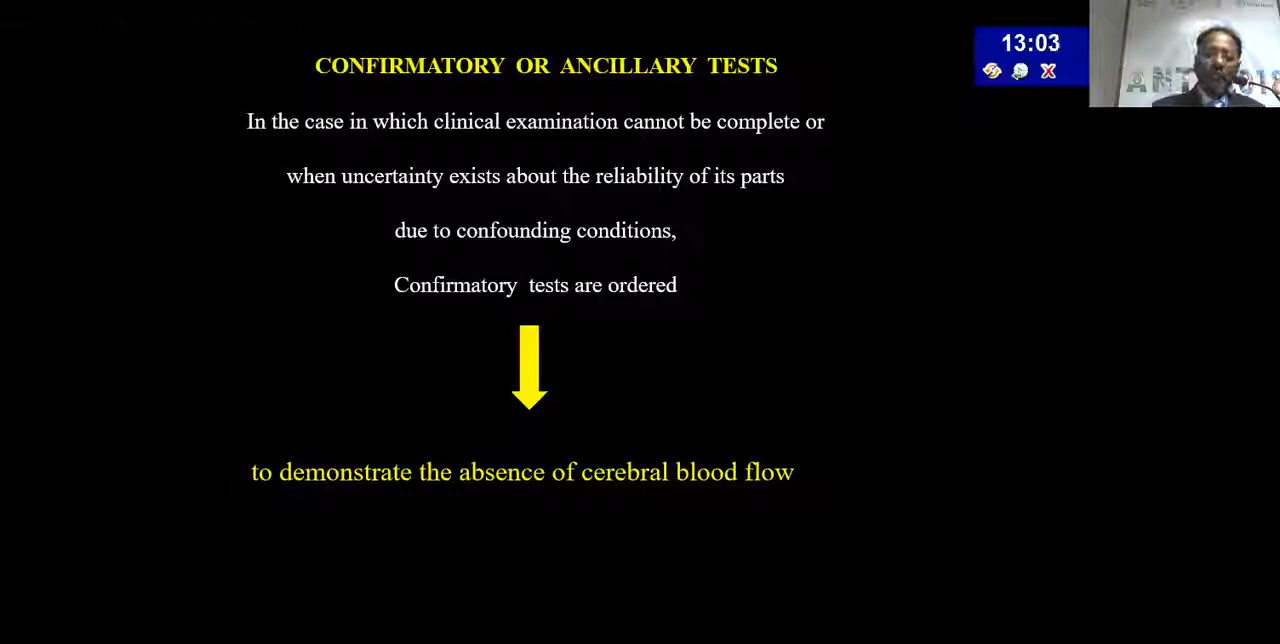 CONFIRMATORY OR ANCILLARY TESTS
13:03
In the case in which clinical examination cannot be complete or
when uncertainty exists about the reliability of its parts
due to confounding conditions,
Confirmatory tests are ordered
to demonstrate the absence of cerebral blood flow